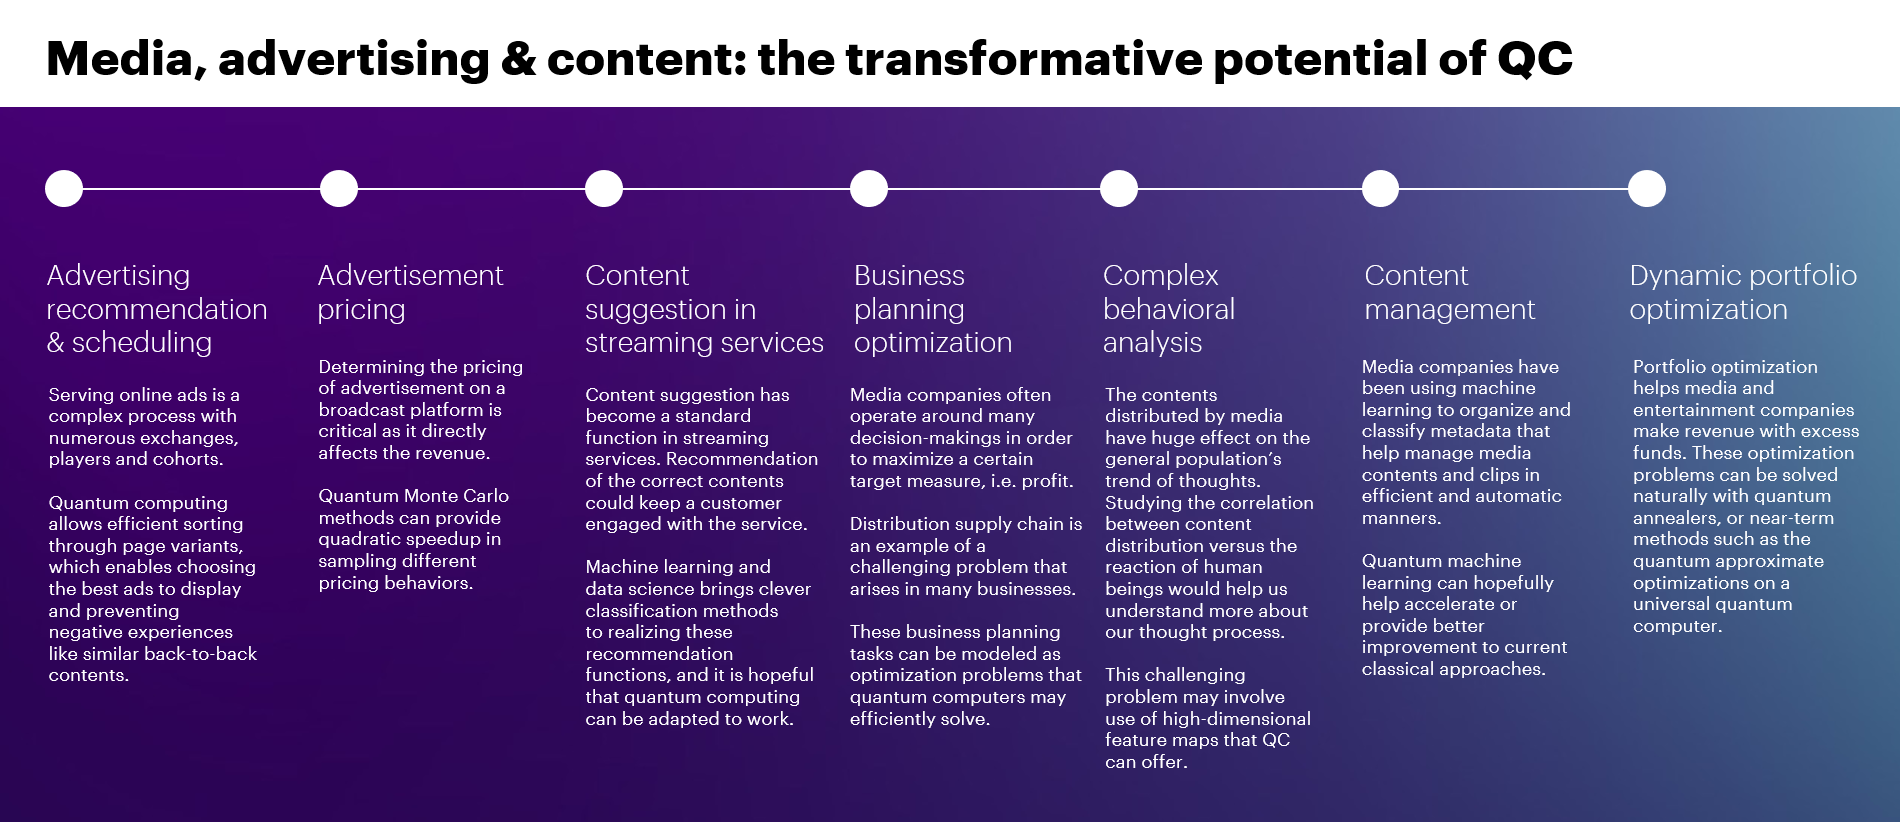 Media, advertising & content: the transformative potential of QC
Advertising
recommendation
& scheduling
Serving online ads is a
complex process with
numerous exchanges,
players and cohorts.
Quantum computing
allows efficient sorting
through page variants,
which enables choosing
the best ads to display
and preventing
negative experiences
like similar back-to-back
contents.
Advertisement
pricing
Determining the pricing
of advertisement on a
broadcast platform is
critical as it directly
affects the revenue.
Quantum Monte Carlo
methods can provide
quadratic speedup in
sampling different
pricing behaviors.
Content
suggestion in
streaming services
Content suggestion has
become a standard
function in streaming
services. Recommendation
of the correct contents
could keep a customer
engaged with the service.
Machine learning and
data science brings clever
classification methods
to realizing these
recommendation
functions, and it is hopeful
that quantum computing
can be adapted to work.
Business
planning
optimization
Media companies often
operate around many
decision-makings in order
to maximize a certain
target measure, i.e. profit.
Distribution supply chain is
an example of a
challenging problem that
arises in many businesses.
These business planning
tasks can be modeled as
optimization problems that
quantum computers may
efficiently solve.
Complex
behavioral
analysis
The contents
distributed by media
have huge effect on the
general population's
trend of thoughts.
Studying the correlation
between content
distribution versus the
reaction of human
beings would help us
understand more about
our thought process.
This challenging
problem may involve
use of high-dimensional
feature maps that QC
can offer.
Content
management
Media companies have
been using machine
learning to organize and
classify metadata that
help manage media
contents and clips in
efficient and automatic
manners.
Quantum machine
learning can hopefully
help accelerate or
provide better
improvement to current
classical approaches.
Dynamic portfolio
optimization
Portfolio optimization
helps media and
entertainment companies
make revenue with excess
funds. These optimization
problems can be solved
naturally with quantum
annealers, or near-term
methods such as the
quantum approximate
optimizations on a
universal quantum
computer.